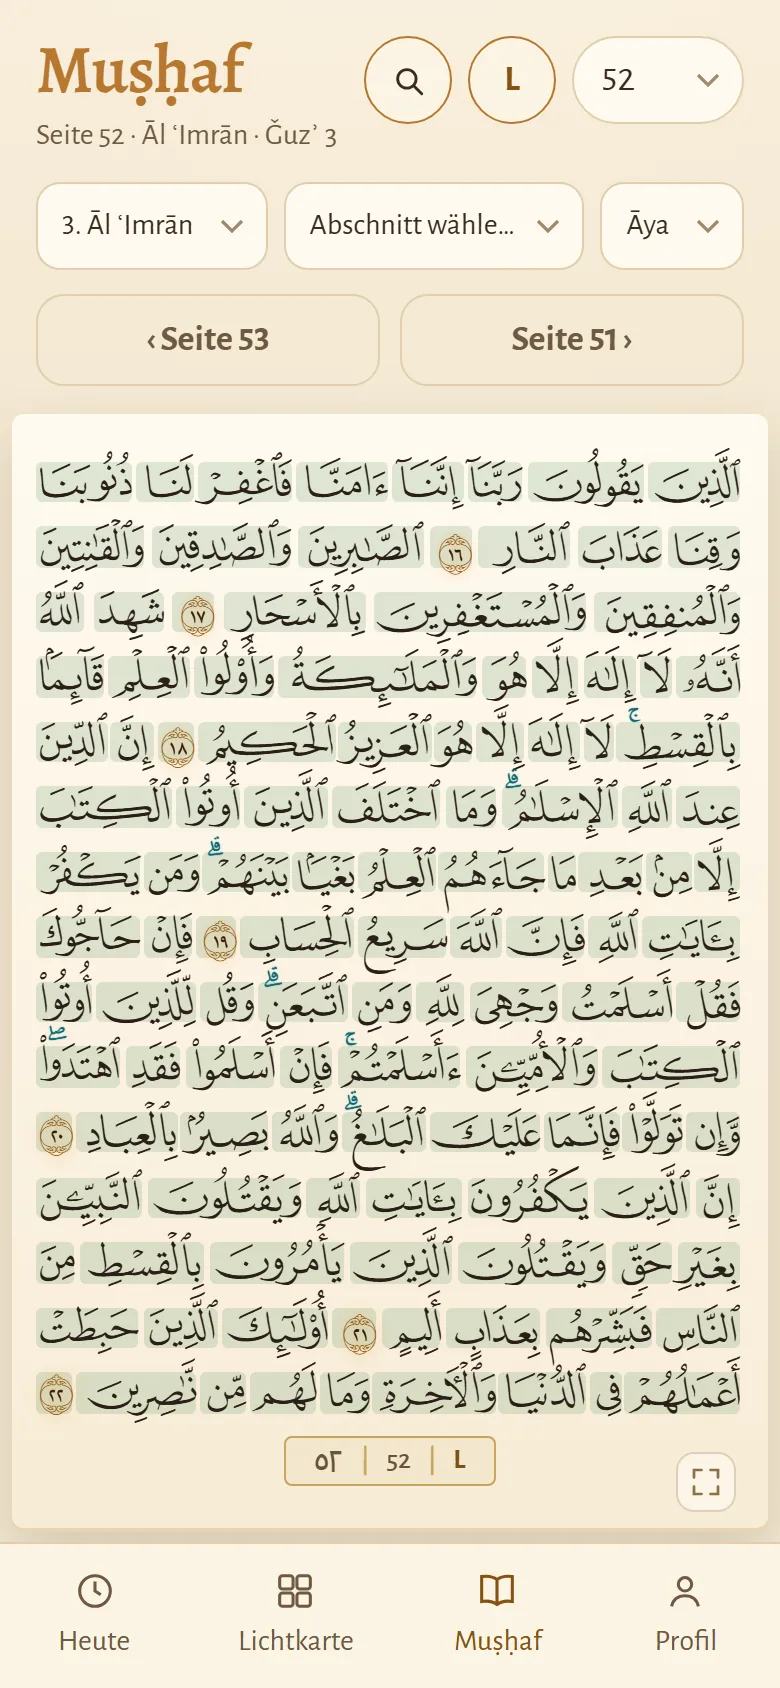 Muṣḥaf
L
52
Seite 52 · Āl ʿImrān · Ǧuzʾ 3
3. Āl ʿImrān
Abschnitt wähle…
Āya
‹ Seite 53
Seite 51 ›
ٱلَّذِينَ يَقُولُونَ رَبَّنَآ إِنَّنَآ ءَامَنَّا فَٱغْفِرْ لَنَا ذُنُوبَنَا
وَقِنَا عَذَابَ ٱلنَّارِ ١٦ ٱلصَّٰبِرِينَ وَٱلصَّٰدِقِينَ وَٱلْقَٰنِتِينَ
وَٱلْمُنفِقِينَ وَٱلْمُسْتَغْفِرِينَ بِٱلْأَسْحَارِ ١٧ شَهِدَ ٱللَّهُ
أَنَّهُۥ لَآ إِلَٰهَ إِلَّا هُوَ وَٱلْمَلَٰٓئِكَةُ وَأُو۟لُوا۟ ٱلْعِلْمِ قَآئِمًۢا
بِٱلْقِسْطِ ۚ لَآ إِلَٰهَ إِلَّا هُوَ ٱلْعَزِيزُ ٱلْحَكِيمُ ١٨ إِنَّ ٱلدِّينَ
عِندَ ٱللَّهِ ٱلْإِسْلَٰمُ ۗ وَمَا ٱخْتَلَفَ ٱلَّذِينَ أُوتُوا۟ ٱلْكِتَٰبَ
إِلَّا مِنۢ بَعْدِ مَا جَآءَهُمُ ٱلْعِلْمُ بَغْيًۢا بَيْنَهُمْ ۗ وَمَن يَكْفُرْ
بِـَٔايَٰتِ ٱللَّهِ فَإِنَّ ٱللَّهَ سَرِيعُ ٱلْحِسَابِ ١٩ فَإِنْ حَآجُّوكَ
فَقُلْ أَسْلَمْتُ وَجْهِىَ لِلَّهِ وَمَنِ ٱتَّبَعَنِ ۗ وَقُل لِّلَّذِينَ أُوتُوا۟
ٱلْكِتَٰبَ وَٱلْأُمِّيِّـۧنَ ءَأَسْلَمْتُمْ ۚ فَإِنْ أَسْلَمُوا۟ فَقَدِ ٱهْتَدَوا۟ ۖ
وَّإِن تَوَلَّوْا۟ فَإِنَّمَا عَلَيْكَ ٱلْبَلَٰغُ ۗ وَٱللَّهُ بَصِيرٌۢ بِٱلْعِبَادِ ٢٠
إِنَّ ٱلَّذِينَ يَكْفُرُونَ بِـَٔايَٰتِ ٱللَّهِ وَيَقْتُلُونَ ٱلنَّبِيِّـۧنَ
بِغَيْرِ حَقٍّ وَيَقْتُلُونَ ٱلَّذِينَ يَأْمُرُونَ بِٱلْقِسْطِ مِنَ
ٱلنَّاسِ فَبَشِّرْهُم بِعَذَابٍ أَلِيمٍ ٢١ أُو۟لَٰٓئِكَ ٱلَّذِينَ حَبِطَتْ
أَعْمَٰلُهُمْ فِى ٱلدُّنْيَا وَٱلْـَٔاخِرَةِ وَمَا لَهُم مِّن نَّٰصِرِينَ ٢٢
٥٢ | 52 | L
Heute
Lichtkarte
Muṣḥaf
Profil